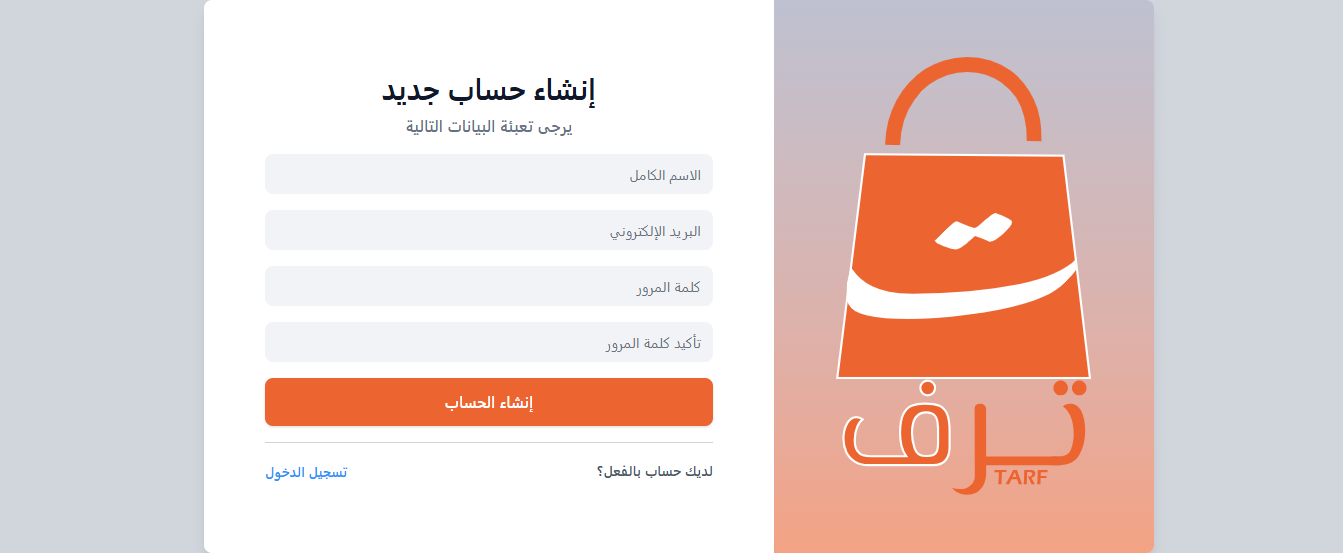 إنشاء حساب جديد
يرجى تعبئة البيانات التالية
الاسم الكامل
البريد الإلكتروني
كلمة المرور
تأكيد كلمة المرور
إنشاء الحساب
لديك حساب بالفعل؟ تسجيل الدخول
ترف
TARF